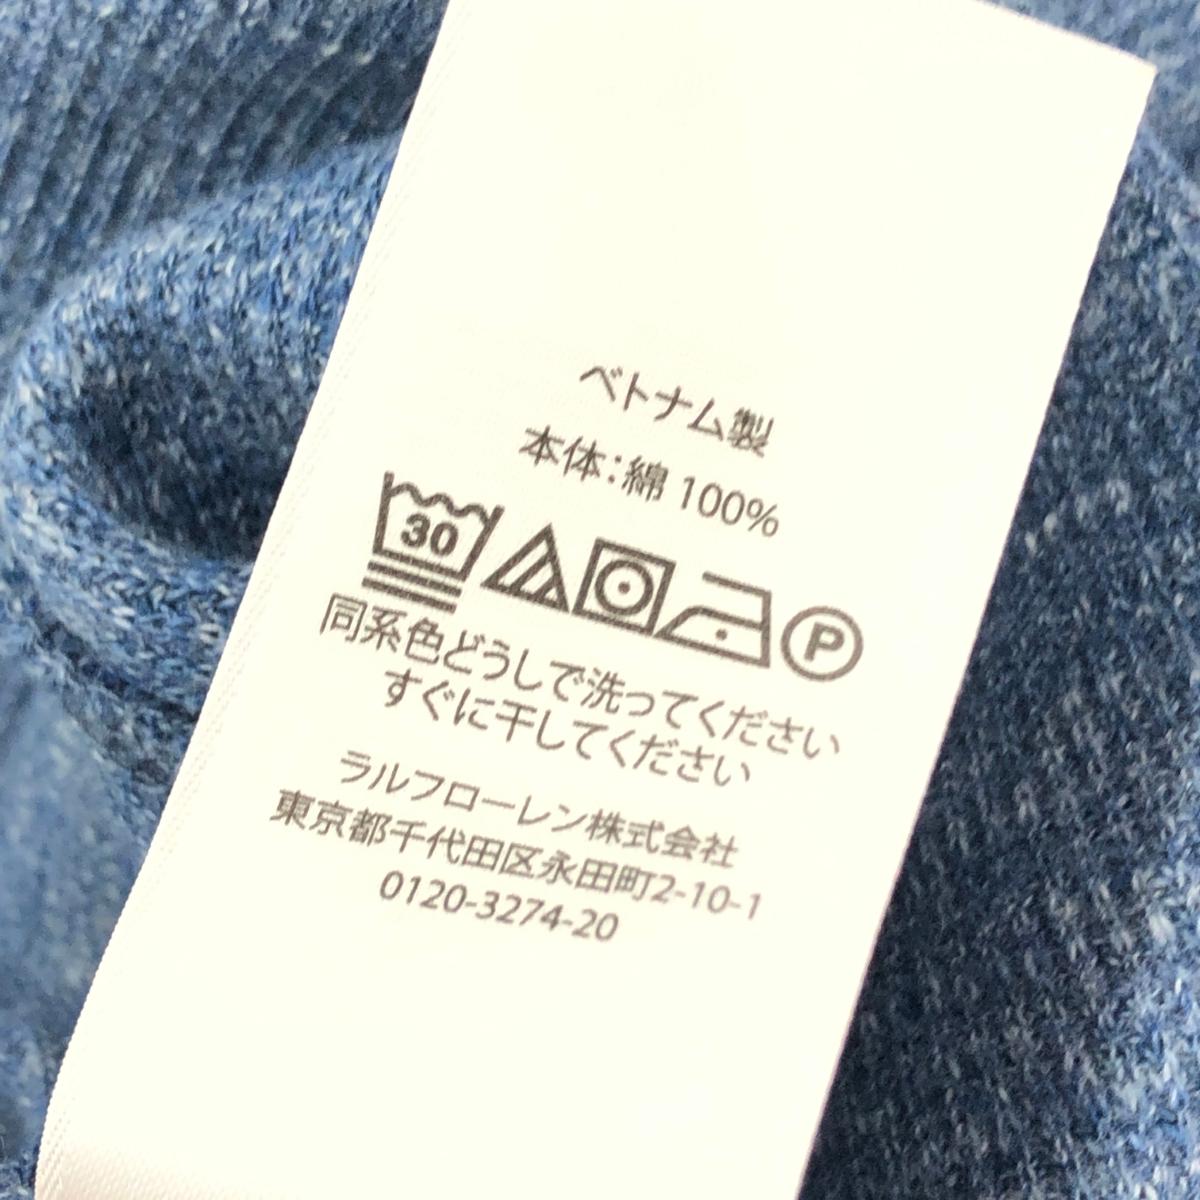 ベトナム製
本体:綿 100%
30 P
同系色どうしで洗ってください
すぐに干してください
ラルフローレン株式会社
東京都千代田区永田町2-10-1
0120-3274-20